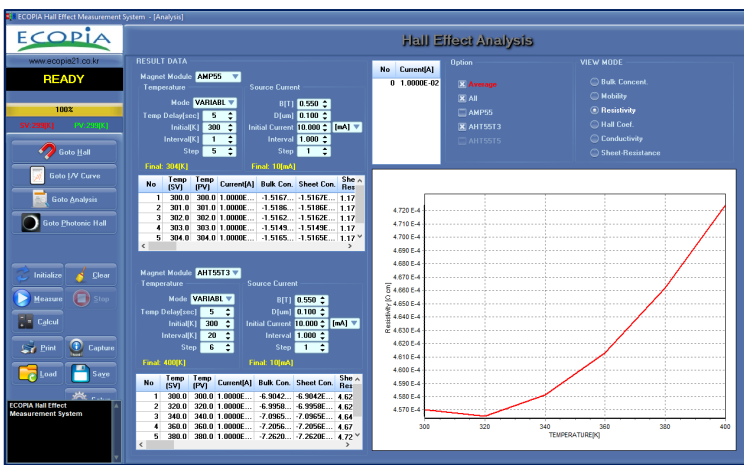 ECOPIA Hall Effect Measurement System - [Analysis]
ECOPIA
Hall Effect Analysis
www.ecopia21.co.kr
READY
100%
SV:299[K] PV:299[K]
Goto Hall
Goto I/V Curve
Goto Analysis
Goto Photonic Hall
Initialize Clear
Measure Stop
Calcul
Print Capture
Load Save
Setup
ECOPIA Hall Effect
Measurement System
RESULT DATA
Magnet Module AMP55
Temperature Source Current
Mode VARIABL B[T] 0.550
Temp Delay[sec] 5 D[um] 0.100
Initial[K] 300 Initial Current 10.000 [mA]
Interval[K] 1 Interval 1.000
Step 5 Step 1
Final: 304[K] Final: 10[mA]
No Temp (SV) Temp (PV) Current[A] Bulk Con. Sheet Con. She Res
1 300.0 300.0 1.0000E... -1.5167... -1.5167E... 1.17
2 301.0 301.0 1.0000E... -1.5186... -1.5186E... 1.17
3 302.0 302.0 1.0000E... -1.5162... -1.5162E... 1.17
4 303.0 303.0 1.0000E... -1.5149... -1.5149E... 1.17
5 304.0 304.0 1.0000E... -1.5165... -1.5165E... 1.17
Magnet Module AHT55T3
Temperature Source Current
Mode VARIABL B[T] 0.550
Temp Delay[sec] 5 D[um] 0.100
Initial[K] 300 Initial Current 10.000 [mA]
Interval[K] 20 Interval 1.000
Step 6 Step 1
Final: 400[K] Final: 10[mA]
No Temp (SV) Temp (PV) Current[A] Bulk Con. Sheet Con. She Res
1 300.0 300.0 1.0000E... -6.9042... -6.9042E... 4.62
2 320.0 320.0 1.0000E... -6.9958... -6.9958E... 4.62
3 340.0 340.0 1.0000E... -7.0965... -7.0965E... 4.64
4 360.0 360.0 1.0000E... -7.2056... -7.2056E... 4.67
5 380.0 380.0 1.0000E... -7.2620... -7.2620E... 4.72
No Current[A]
0 1.0000E-02
Option
Average
All
AMP55
AHT55T3
AHT55T5
VIEW MODE
Bulk Concent.
Mobility
Resistivity
Hall Coef.
Conductivity
Sheet-Resistance
4.720 E-4
4.710 E-4
4.700 E-4
4.690 E-4
4.680 E-4
4.670 E-4
4.660 E-4
4.650 E-4
4.640 E-4
4.630 E-4
4.620 E-4
4.610 E-4
4.600 E-4
4.590 E-4
4.580 E-4
4.570 E-4
Resistivity [O cm]
300 320 340 360 380 400
TEMPERATURE[K]